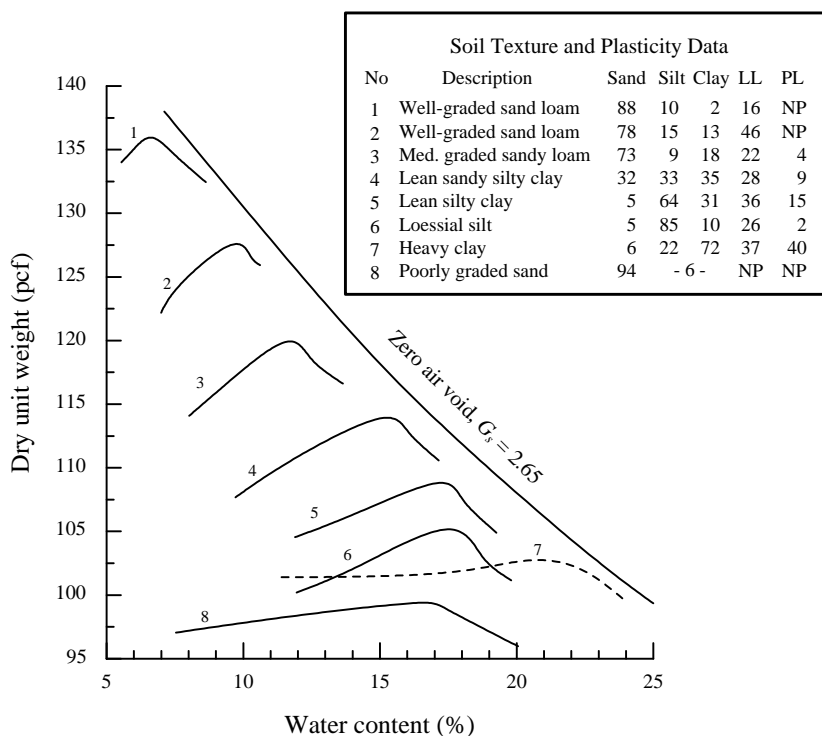 Soil Texture and Plasticity Data
No Description Sand Silt Clay LL PL
1 Well-graded sand loam 88 10 2 16 NP
2 Well-graded sand loam 78 15 13 46 NP
3 Med. graded sandy loam 73 9 18 22 4
4 Lean sandy silty clay 32 33 35 28 9
5 Lean silty clay 5 64 31 36 15
6 Loessial silt 5 85 10 26 2
7 Heavy clay 6 22 72 37 40
8 Poorly graded sand 94 - 6 - NP NP
140
135
130
125
120
115
110
105
100
95
Dry unit weight (pcf)
1
2
3
4
5
6
7
8
Zero air void, Gₛ = 2.65
5 10 15 20 25
Water content (%)